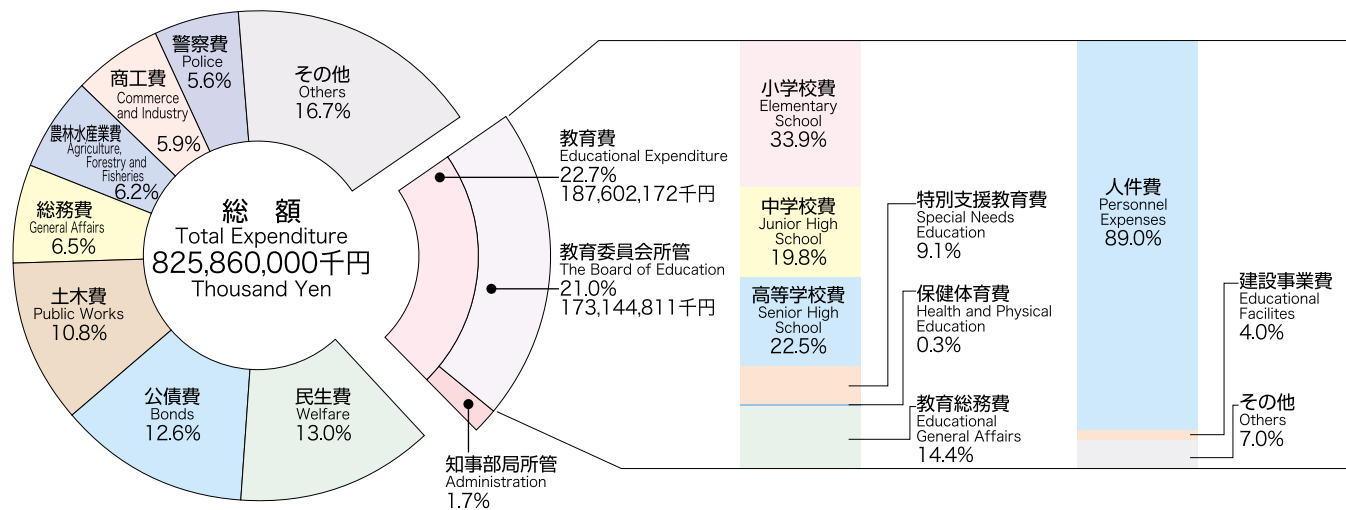 警察費
Police
5.6%
その他
Others
16.7%
商工費
Commerce
and Industry
5.9%
農林水産業費
Agriculture,
Forestry and
Fisheries
6.2%
総務費
General Affairs
6.5%
土木費
Public Works
10.8%
公債費
Bonds
12.6%
民生費
Welfare
13.0%
総 額
Total Expenditure
825,860,000千円
Thousand Yen
教育費
Educational Expenditure
22.7%
187,602,172千円
教育委員会所管
The Board of Education
21.0%
173,144,811千円
知事部局所管
Administration
1.7%
小学校費
Elementary
School
33.9%
中学校費
Junior High
School
19.8%
高等学校費
Senior High
School
22.5%
特別支援教育費
Special Needs
Education
9.1%
保健体育費
Health and Physical
Education
0.3%
教育総務費
Educational
General Affairs
14.4%
人件費
Personnel
Expenses
89.0%
建設事業費
Educational
Facilites
4.0%
その他
Others
7.0%